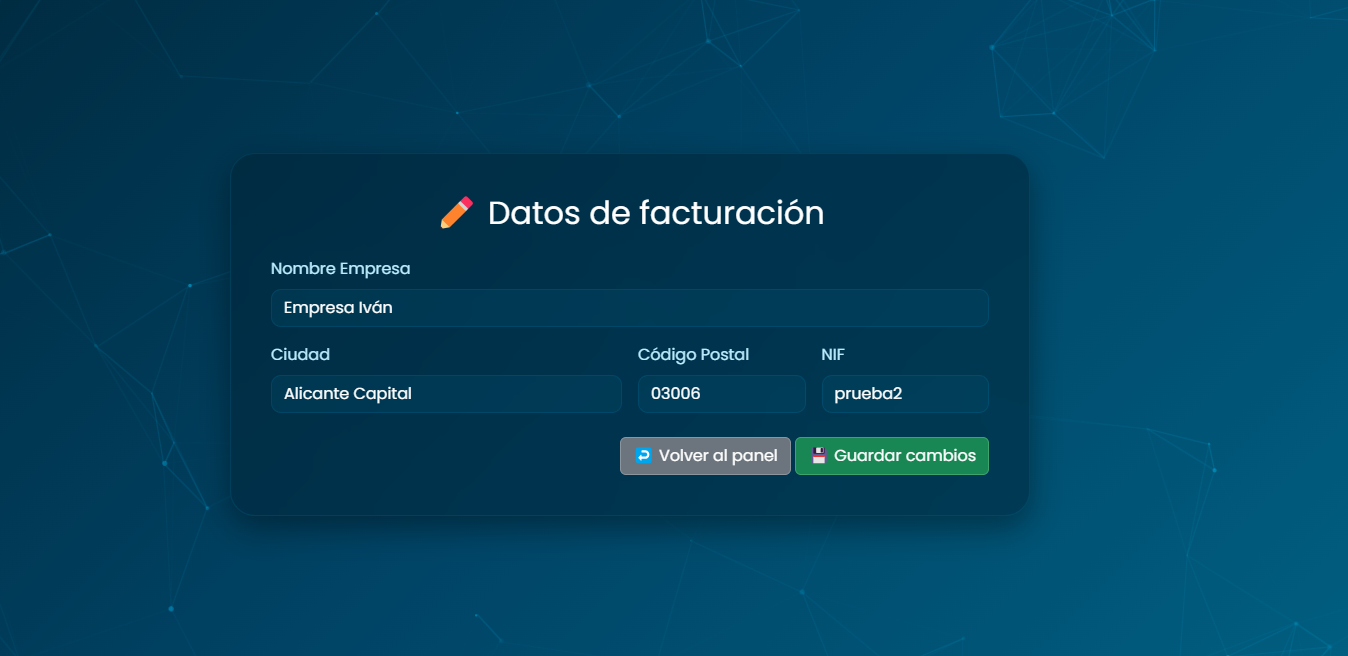 Datos de facturación
Nombre Empresa
Empresa Iván
Ciudad
Código Postal
NIF
Alicante Capital
03006
prueba2
Volver al panel
Guardar cambios